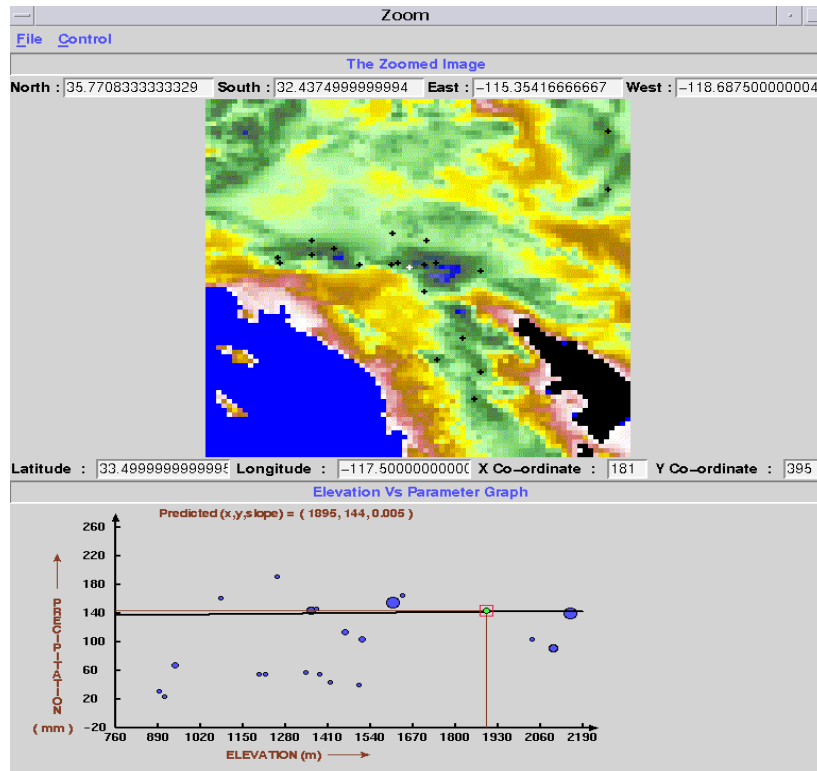 Zoom
File Control
The Zoomed Image
North : 35.7708333333329 South : 32.4374999999994 East : −115.35416666667 West : −118.687500000004
Latitude : 33.4999999999995 Longitude : −117.5000000000 X Co−ordinate : 181 Y Co−ordinate : 395
Elevation Vs Parameter Graph
Predicted (x,y,slope) = ( 1895, 144, 0.005 )
260
220
180
140
100
60
20
−20
PRECIPITATION
( mm )
760 890 1020 1150 1280 1410 1540 1670 1800 1930 2060 2190
ELEVATION (m)